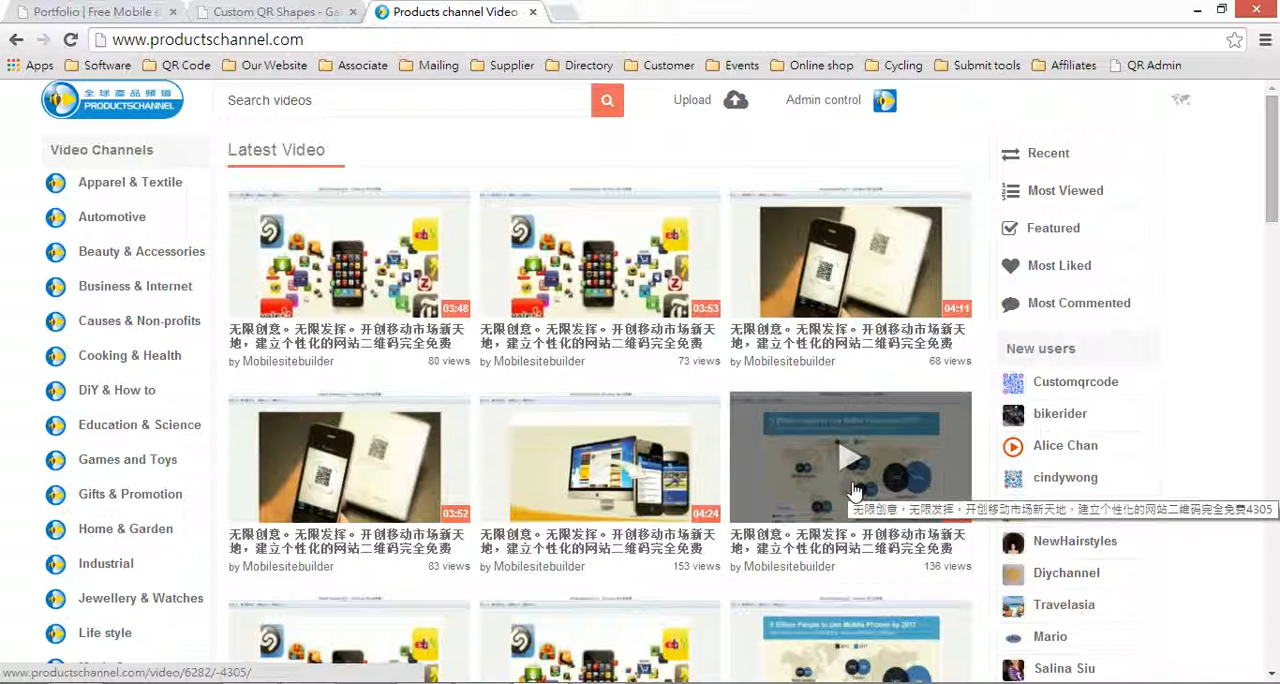 Portfolio | Free Mobile
Custom QR Shapes - Ga
Products channel Video
www.productschannel.com
Apps
Software
QR Code
Our Website
Associate
Mailing
Supplier
Directory
Customer
Events
Online shop
Cycling
Submit tools
Affiliates
QR Admin
全球產品頻道
PRODUCTSCHANNEL
Search videos
Upload
Admin control
Video Channels
Apparel & Textile
Automotive
Beauty & Accessories
Business & Internet
Causes & Non-profits
Cooking & Health
DiY & How to
Education & Science
Games and Toys
Gifts & Promotion
Home & Garden
Industrial
Jewellery & Watches
Life style
Latest Video
03:48
03:53
04:11
无限创意。无限发挥。开创移动市场新天
地，建立个性化的网站二维码完全免费
by Mobilesitebuilder
80 views
无限创意。无限发挥。开创移动市场新天
地，建立个性化的网站二维码完全免费
by Mobilesitebuilder
73 views
无限创意。无限发挥。开创移动市场新天
地，建立个性化的网站二维码完全免费
by Mobilesitebuilder
68 views
03:52
04:24
无限创意。无限发挥。开创移动市场新天
地，建立个性化的网站二维码完全免费
by Mobilesitebuilder
83 views
无限创意。无限发挥。开创移动市场新天
地，建立个性化的网站二维码完全免费
by Mobilesitebuilder
153 views
无限创意。无限发挥。开创移动市场新天地，建立个性化的网站二维码完全免费4305
无限创意。无限发挥。开创移动市场新天
地，建立个性化的网站二维码完全免费
by Mobilesitebuilder
136 views
5 Billion People to Use Mobile Phones by 2017
Recent
Most Viewed
Featured
Most Liked
Most Commented
New users
Customqrcode
bikerider
Alice Chan
cindywong
NewHairstyles
Diychannel
Travelasia
Mario
Salina Siu
www.productschannel.com/video/6282/-4305/